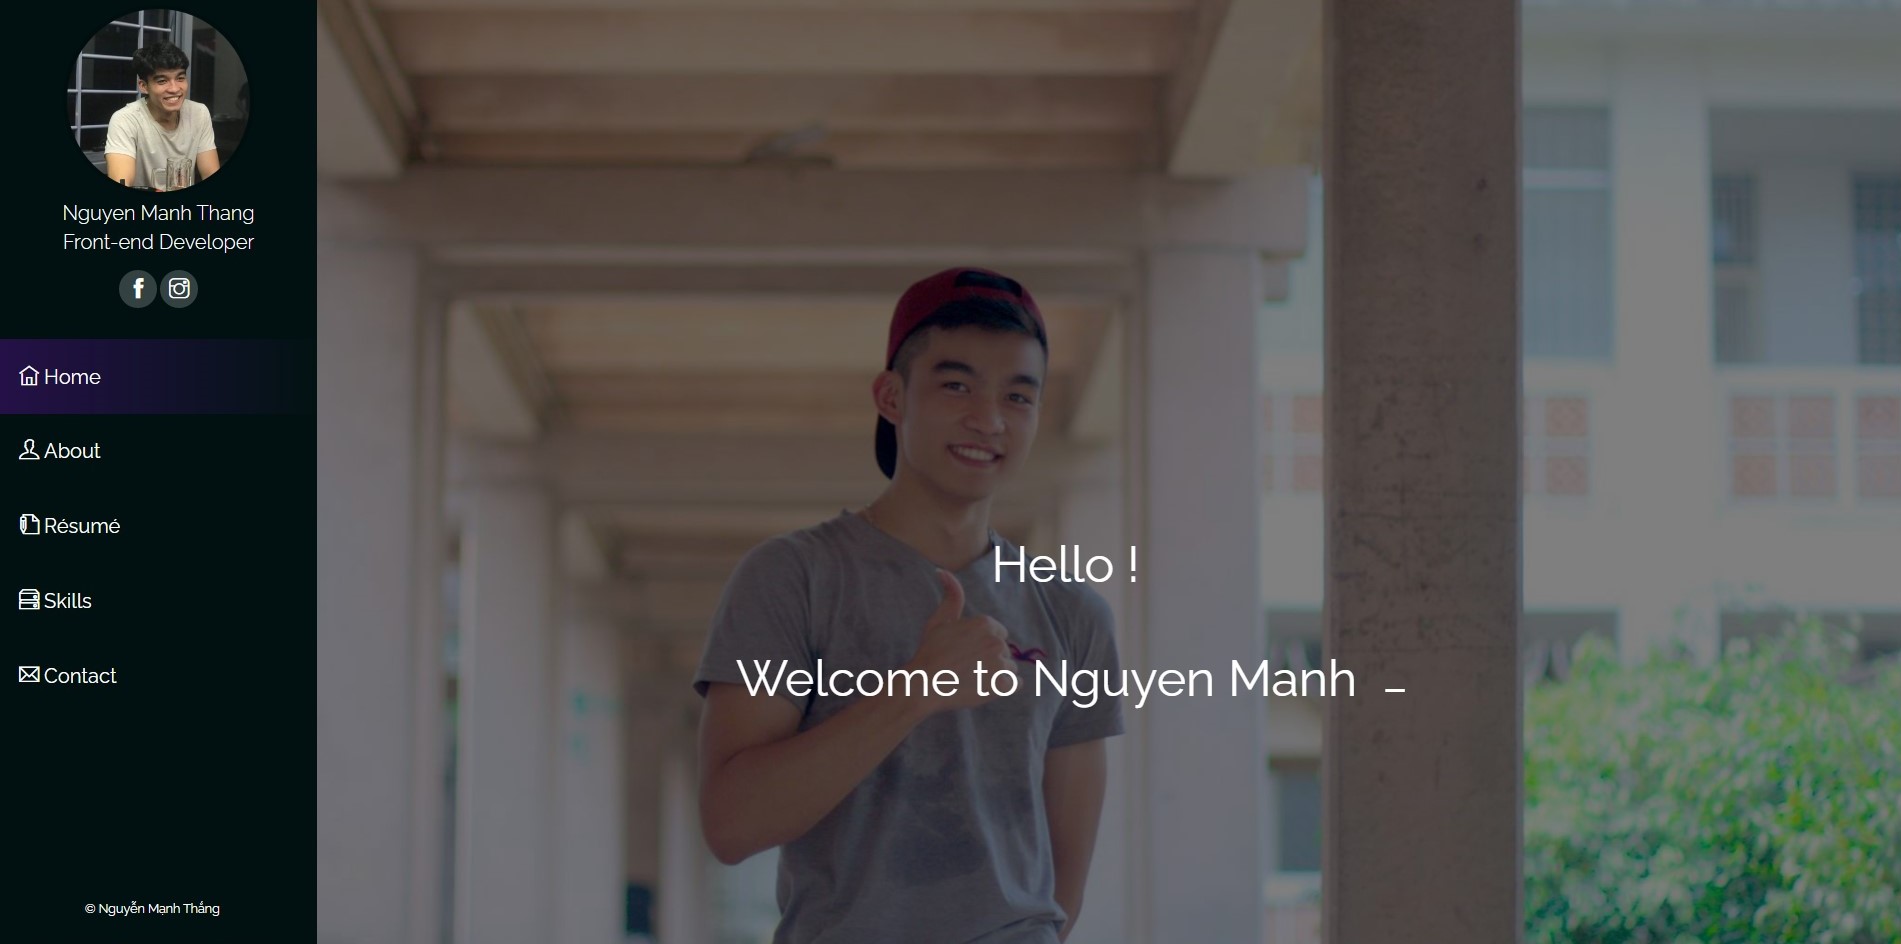 Nguyen Manh Thang
Front-end Developer
Home
About
Résumé
Skills
Contact
© Nguyễn Mạnh Thắng
Hello !
Welcome to Nguyen Manh _